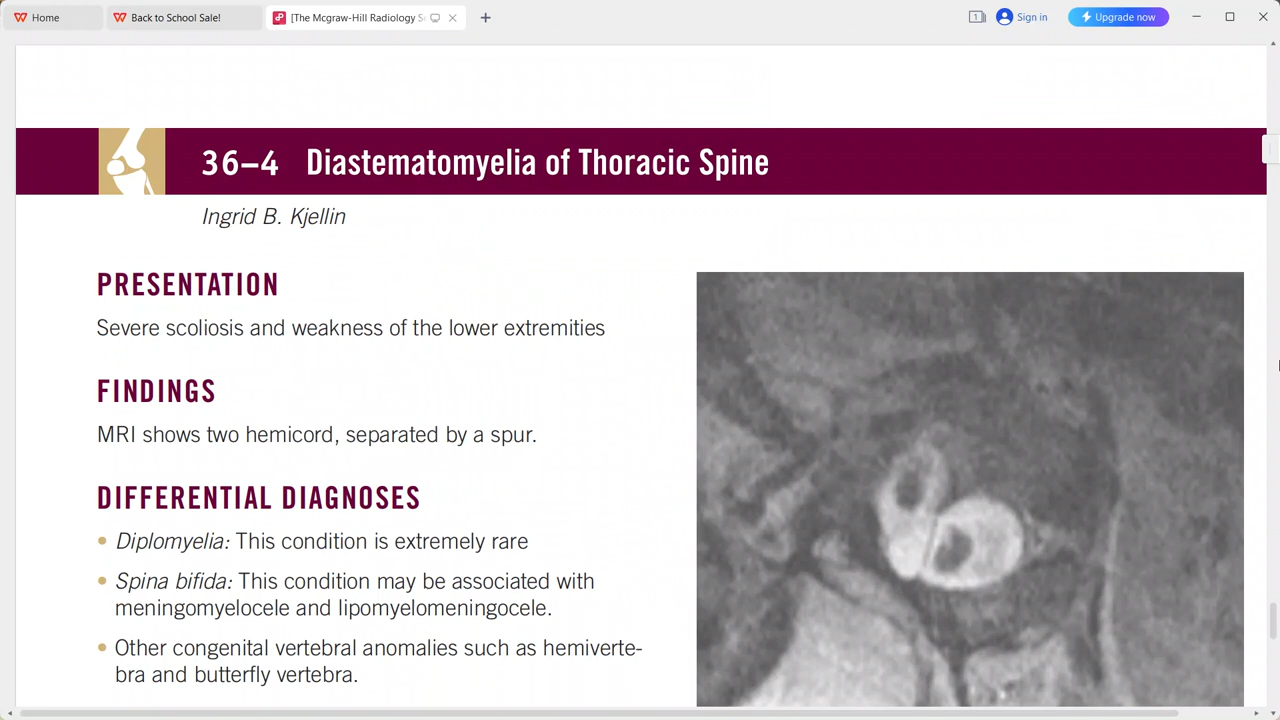 Home
Back to School Sale!
[The Mcgraw-Hill Radiology S
1
Sign in
Upgrade now
36–4 Diastematomyelia of Thoracic Spine
Ingrid B. Kjellin
PRESENTATION
Severe scoliosis and weakness of the lower extremities
FINDINGS
MRI shows two hemicord, separated by a spur.
DIFFERENTIAL DIAGNOSES
• Diplomyelia: This condition is extremely rare
• Spina bifida: This condition may be associated with
meningomyelocele and lipomyelomeningocele.
• Other congenital vertebral anomalies such as hemiverte-
bra and butterfly vertebra.